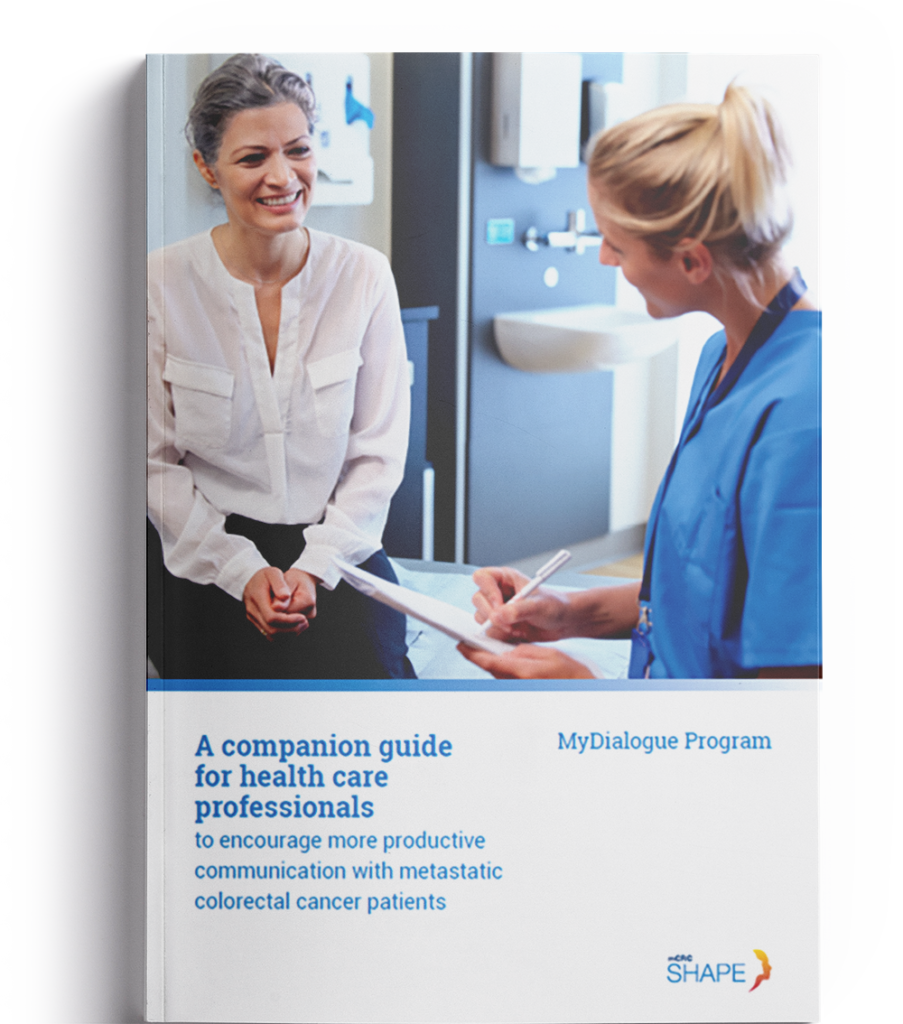 A companion guide
for health care
professionals
to encourage more productive
communication with metastatic
colorectal cancer patients
MyDialogue Program
mCRC
SHAPE